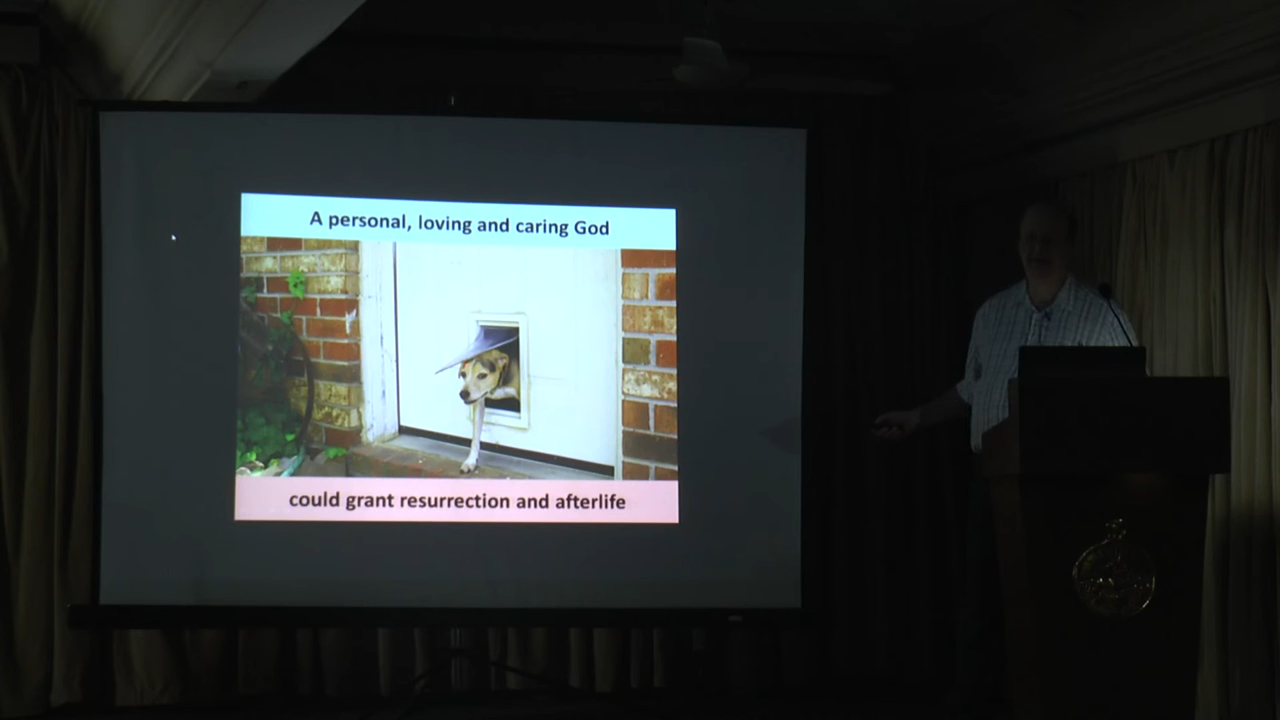 A personal, loving and caring God
could grant resurrection and afterlife